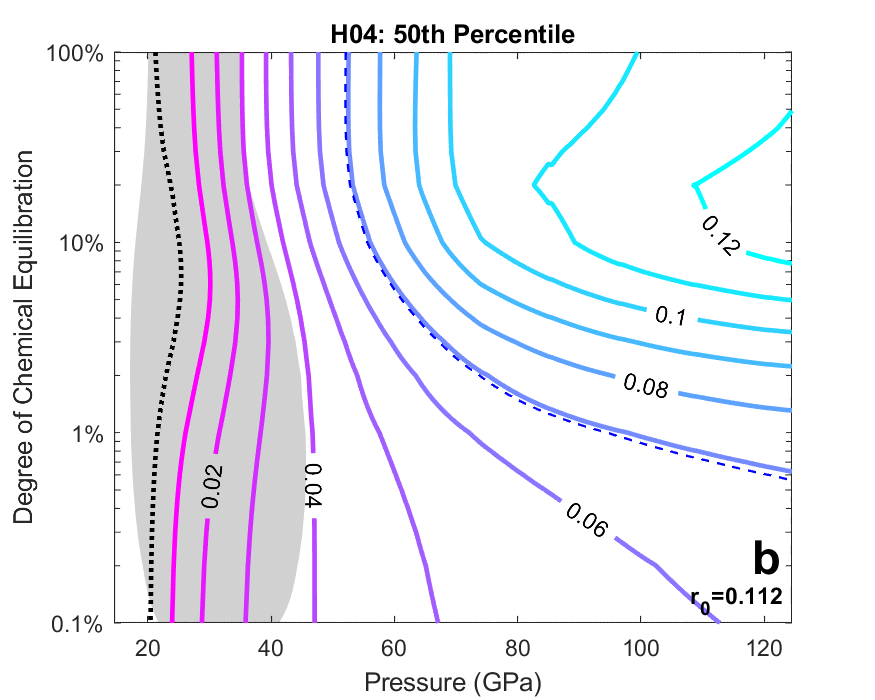 H04: 50th Percentile
100%
10%
1%
0.1%
Degree of Chemical Equilibration
0.12
0.1
0.08
0.06
0.04
0.02
b
r0=0.112
20 40 60 80 100 120
Pressure (GPa)